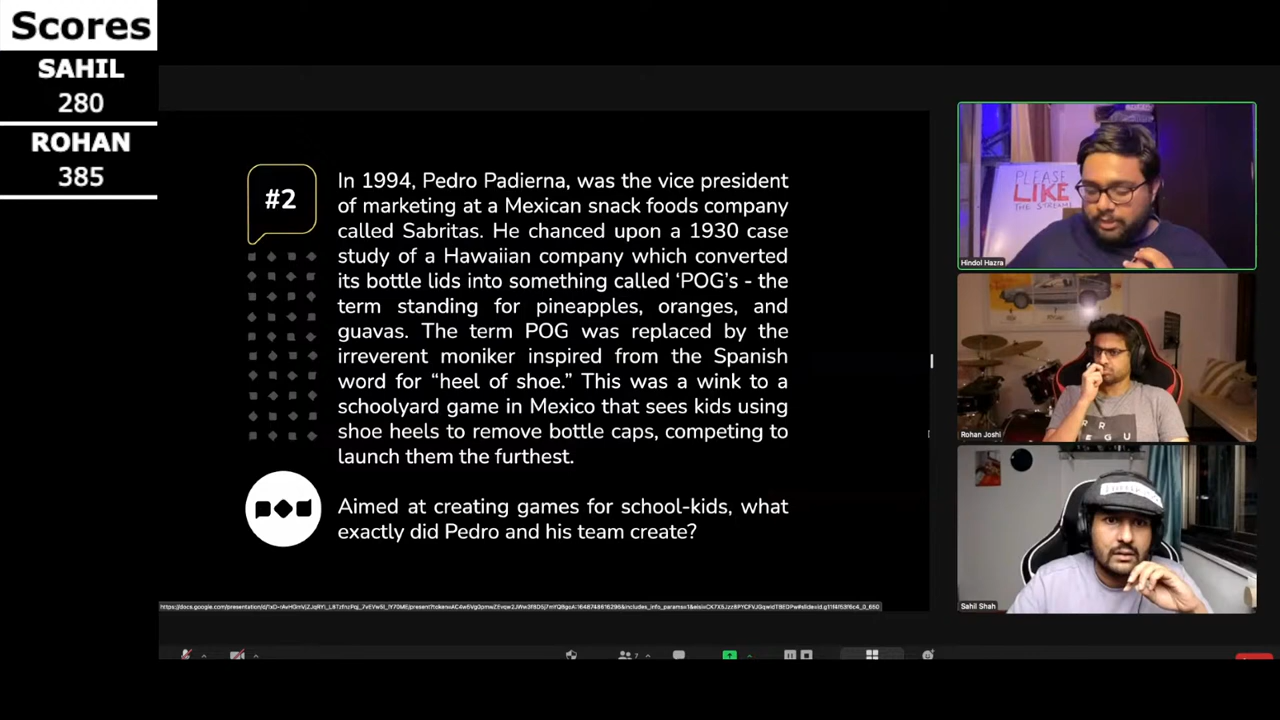 Scores
SAHIL
280
ROHAN
385
#2
In 1994, Pedro Padierna, was the vice president
of marketing at a Mexican snack foods company
called Sabritas. He chanced upon a 1930 case
study of a Hawaiian company which converted
its bottle lids into something called ‘POG’s - the
term standing for pineapples, oranges, and
guavas. The term POG was replaced by the
irreverent moniker inspired from the Spanish
word for “heel of shoe.” This was a wink to a
schoolyard game in Mexico that sees kids using
shoe heels to remove bottle caps, competing to
launch them the furthest.
Aimed at creating games for school-kids, what
exactly did Pedro and his team create?
PLEASE
LIKE
THE STREAM
Hindol Hazra
Rohan Joshi
Sahil Shah